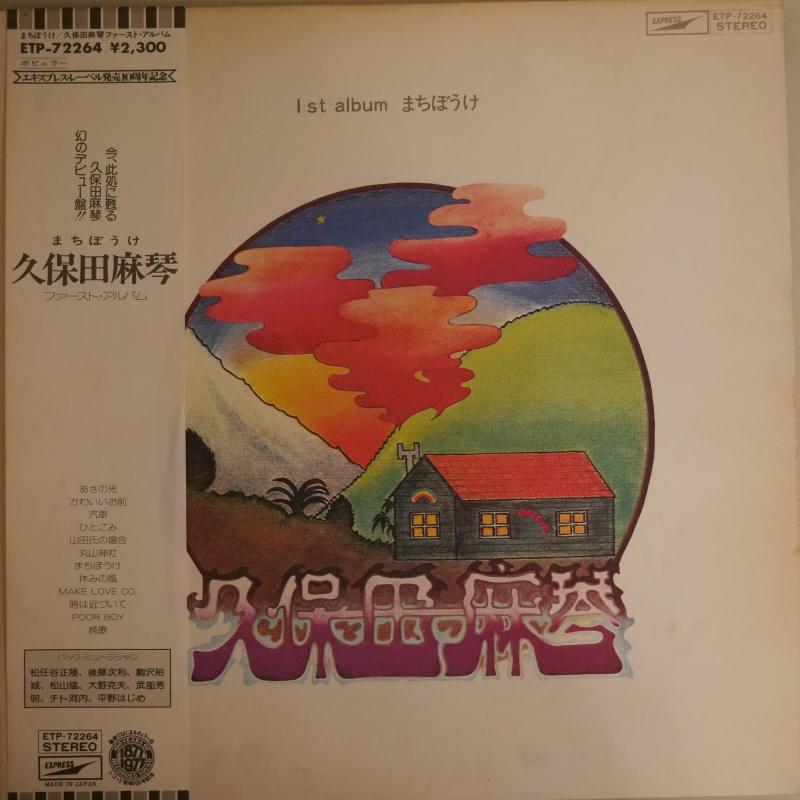 まちぼうけ/久保田麻琴ファースト・アルバム
ETP-72264 ¥2,300
ポピュラー
エキスプレス・レーベル発売10周年記念
今、此処に甦る
久保田麻琴
幻のデビュー盤!!
まちぼうけ
久保田麻琴
ファースト・アルバム
あさの光
かわいいお前
汽車
ひとごみ
山田氏の場合
丸山神社
まちぼうけ
休みの風
MAKE LOVE CO.
時は近づいて
POOR BOY
挽歌
バック・ミュージシャン
松任谷正隆、後藤次利、駒沢裕
城、松山猛、大野克夫、武部秀
明、チト河内、平野はじめ
ETP-72264
STEREO
EXPRESS
MADE IN JAPAN
1877
1977
EXPRESS
ETP-72264
STEREO
1st album まちぼうけ
久保田麻琴